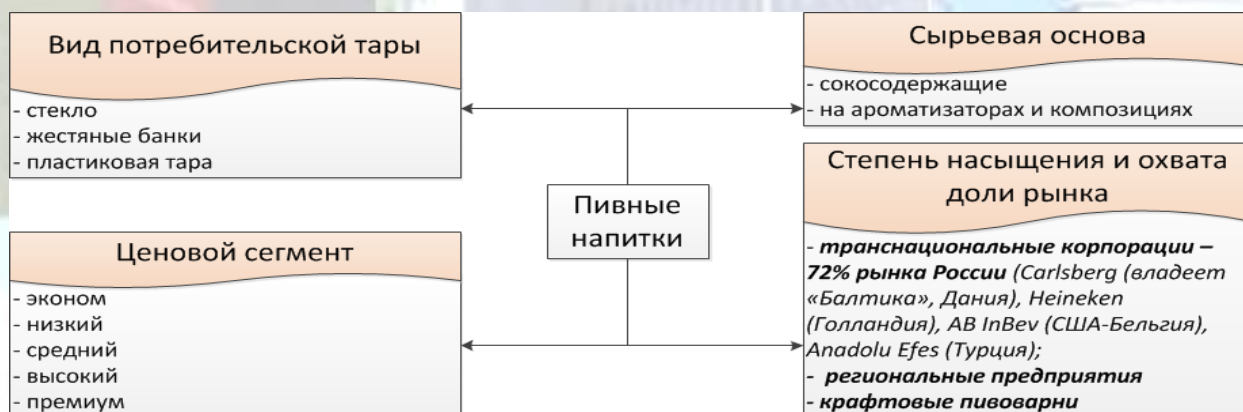 Вид потребительской тары
- стекло
- жестяные банки
- пластиковая тара
Сырьевая основа
- сокосодержащие
- на ароматизаторах и композициях
Пивные
напитки
Ценовой сегмент
- эконом
- низкий
- средний
- высокий
- премиум
Степень насыщения и охвата
доли рынка
- транснациональные корпорации –
72% рынка России (Carlsberg (владеет
«Балтика», Дания), Heineken
(Голландия), AB InBev (США-Бельгия),
Anadolu Efes (Турция);
- региональные предприятия
- крафтовые пивоварни